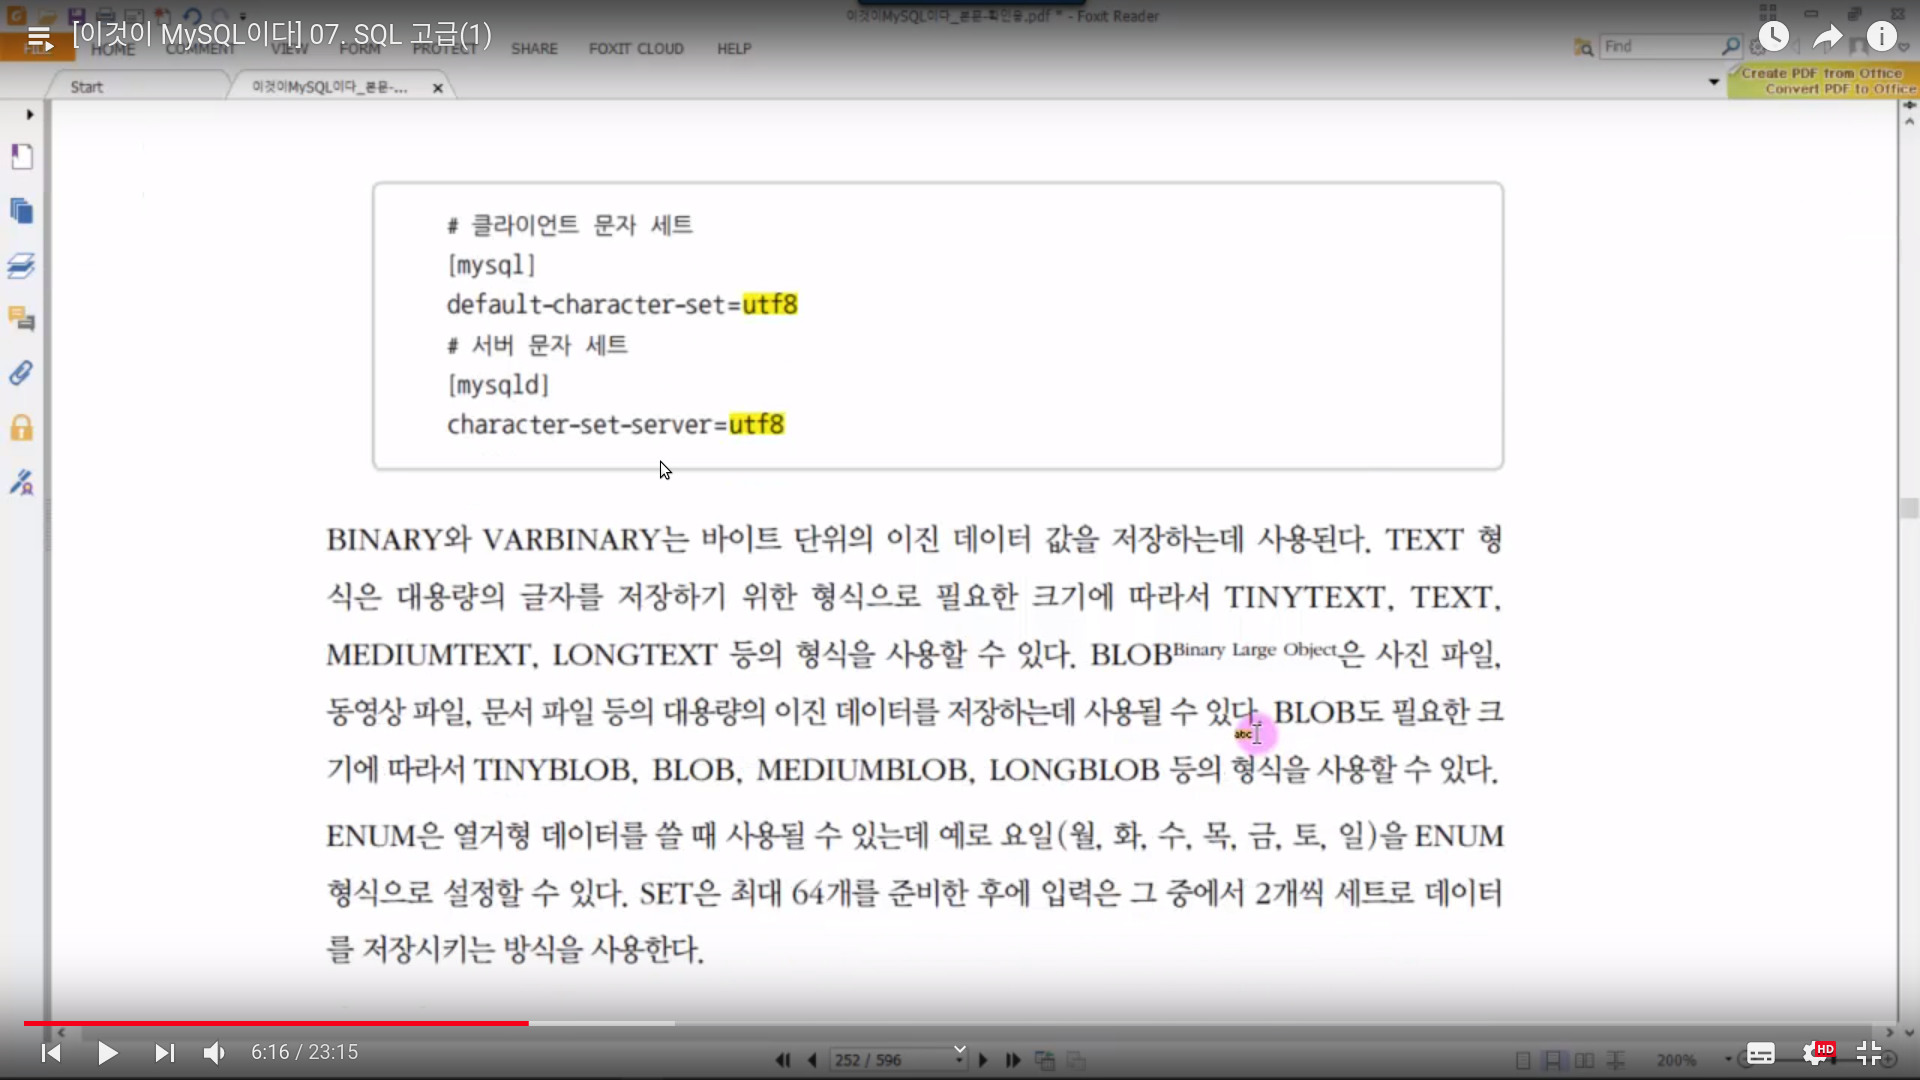 이것이MySQL이다_본문-확인용.pdf * - Foxit Reader
[이것이 MySQL이다] 07. SQL 고급(1)
HOME COMMENT VIEW FORM PROTECT SHARE FOXIT CLOUD HELP
Find
Start
이것이MySQL이다_본문-...
Create PDF from Office
Convert PDF to Office
# 클라이언트 문자 세트
[mysql]
default-character-set=utf8
# 서버 문자 세트
[mysqld]
character-set-server=utf8
BINARY와 VARBINARY는 바이트 단위의 이진 데이터 값을 저장하는데 사용된다. TEXT 형
식은 대용량의 글자를 저장하기 위한 형식으로 필요한 크기에 따라서 TINYTEXT, TEXT,
MEDIUMTEXT, LONGTEXT 등의 형식을 사용할 수 있다. BLOBBinary Large Object은 사진 파일,
동영상 파일, 문서 파일 등의 대용량의 이진 데이터를 저장하는데 사용될 수 있다. BLOB도 필요한 크
abc
기에 따라서 TINYBLOB, BLOB, MEDIUMBLOB, LONGBLOB 등의 형식을 사용할 수 있다.
ENUM은 열거형 데이터를 쓸 때 사용될 수 있는데 예로 요일(월, 화, 수, 목, 금, 토, 일)을 ENUM
형식으로 설정할 수 있다. SET은 최대 64개를 준비한 후에 입력은 그 중에서 2개씩 세트로 데이터
를 저장시키는 방식을 사용한다.
6:16 / 23:15
252 / 596
200%
HD